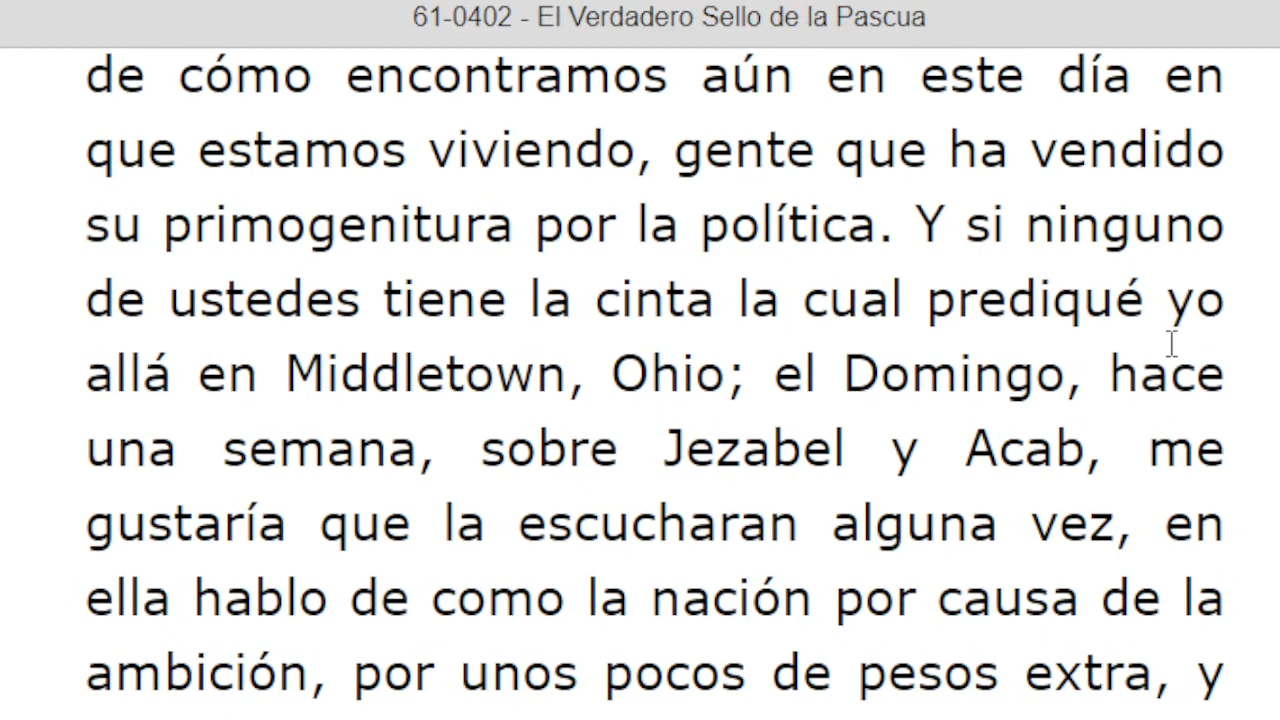 61-0402 - El Verdadero Sello de la Pascua
de cómo encontramos aún en este día en
que estamos viviendo, gente que ha vendido
su primogenitura por la política. Y si ninguno
de ustedes tiene la cinta la cual prediqué yo
allá en Middletown, Ohio; el Domingo, hace
una semana, sobre Jezabel y Acab, me
gustaría que la escucharan alguna vez, en
ella hablo de como la nación por causa de la
ambición, por unos pocos de pesos extra, y